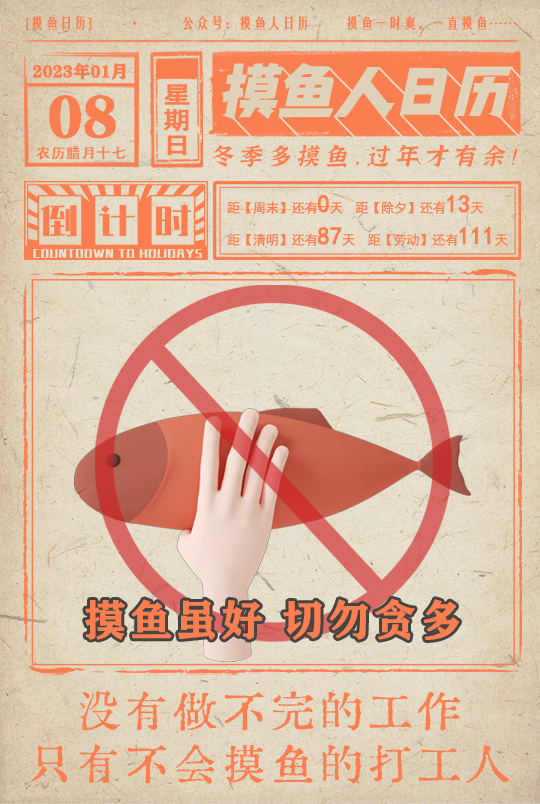 [摸鱼日历] · 公众号：摸鱼人日历 摸鱼一时爽，一直摸鱼……
2023年01月
08
农历腊月十七
星期日
摸鱼人日历
冬季多摸鱼，过年才有余！
倒计时
COUNTDOWN TO HOLIDAYS
距【周末】还有0天 距【除夕】还有13天
距【清明】还有87天 距【劳动】还有111天
摸鱼虽好 切勿贪多
没有做不完的工作
只有不会摸鱼的打工人